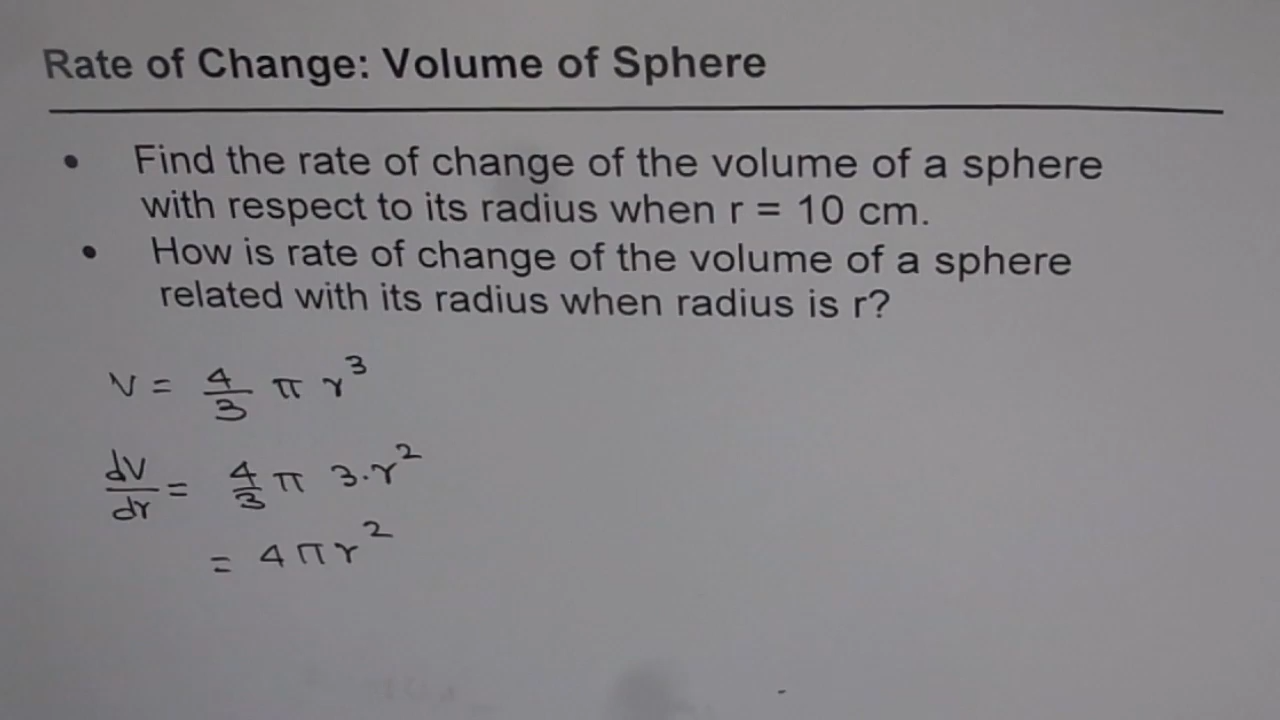 Rate of Change: Volume of Sphere
• Find the rate of change of the volume of a sphere
with respect to its radius when r = 10 cm.
• How is rate of change of the volume of a sphere
related with its radius when radius is r?
V = 4/3 π r³
dV/dr = 4/3 π 3·r²
= 4πr²